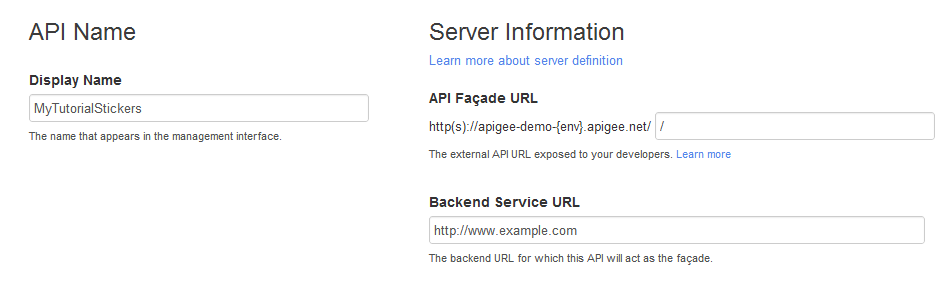 API Name
Display Name
MyTutorialStickers
The name that appears in the management interface.
Server Information
Learn more about server definition
API Façade URL
http(s)://apigee-demo-{env}.apigee.net/ /
The external API URL exposed to your developers. Learn more
Backend Service URL
http://www.example.com
The backend URL for which this API will act as the façade.